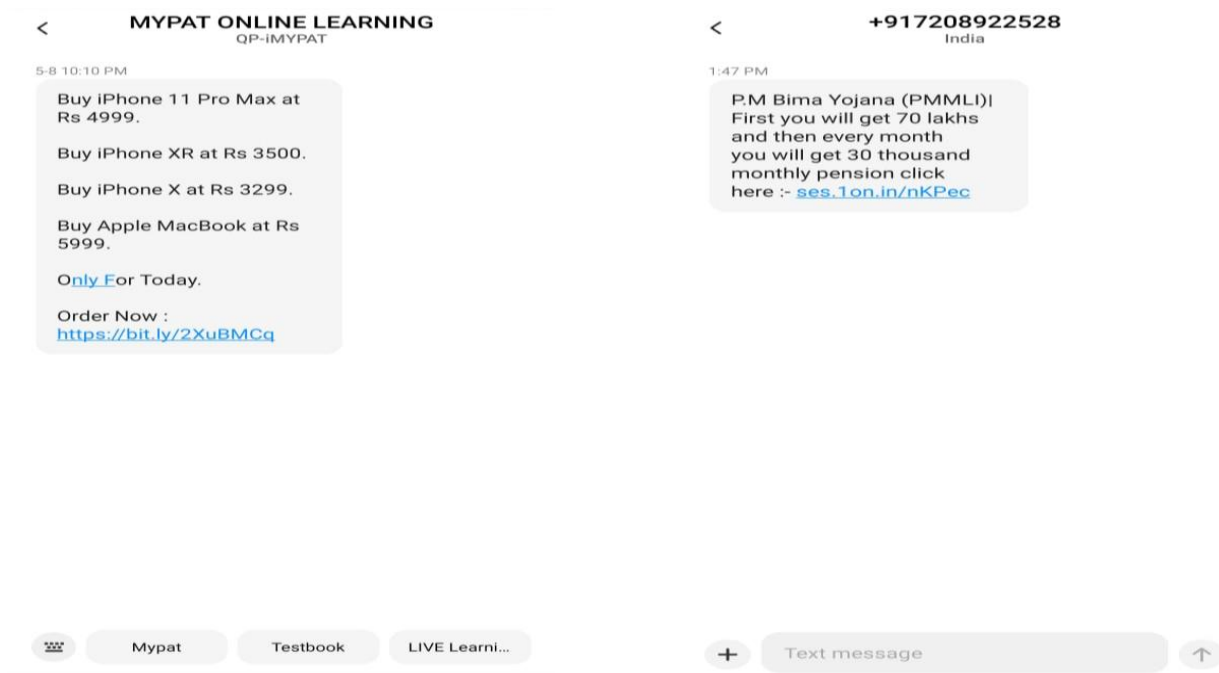 MYPAT ONLINE LEARNING
QP-iMYPAT
5-8 10:10 PM
Buy iPhone 11 Pro Max at
Rs 4999.
Buy iPhone XR at Rs 3500.
Buy iPhone X at Rs 3299.
Buy Apple MacBook at Rs
5999.
Only For Today.
Order Now :
https://bit.ly/2XuBMCq
Mypat
Testbook
LIVE Learni...
+917208922528
India
1:47 PM
P.M Bima Yojana (PMMLI)|
First you will get 70 lakhs
and then every month
you will get 30 thousand
monthly pension click
here :- ses.1on.in/nKPec
Text message